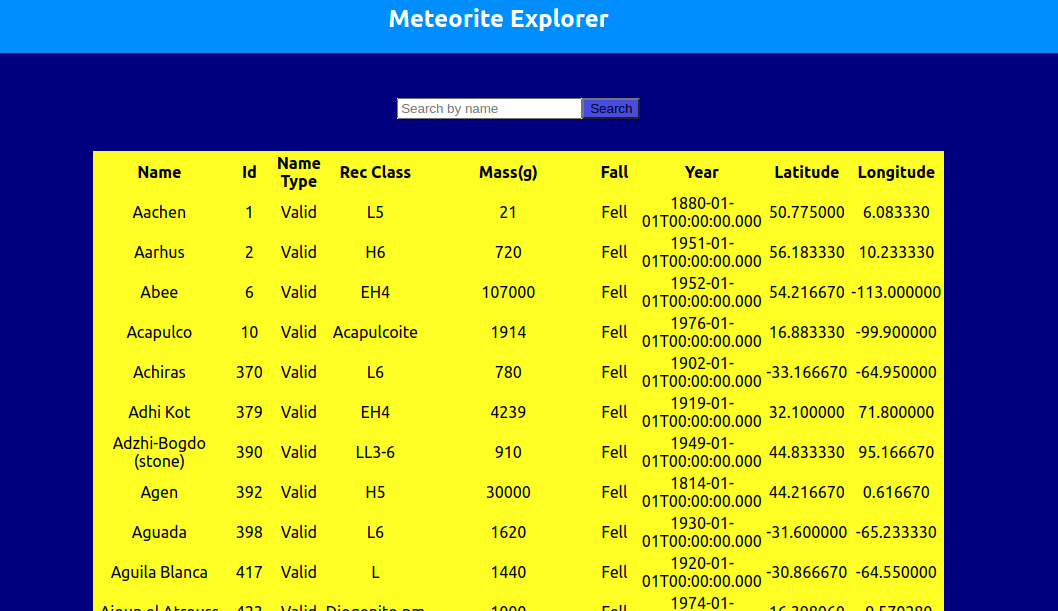 Meteorite Explorer
Search by name Search
Name Id Name Type Rec Class Mass(g) Fall Year Latitude Longitude
Aachen 1 Valid L5 21 Fell 1880-01-01T00:00:00.000 50.775000 6.083330
Aarhus 2 Valid H6 720 Fell 1951-01-01T00:00:00.000 56.183330 10.233330
Abee 6 Valid EH4 107000 Fell 1952-01-01T00:00:00.000 54.216670 -113.000000
Acapulco 10 Valid Acapulcoite 1914 Fell 1976-01-01T00:00:00.000 16.883330 -99.900000
Achiras 370 Valid L6 780 Fell 1902-01-01T00:00:00.000 -33.166670 -64.950000
Adhi Kot 379 Valid EH4 4239 Fell 1919-01-01T00:00:00.000 32.100000 71.800000
Adzhi-Bogdo (stone) 390 Valid LL3-6 910 Fell 1949-01-01T00:00:00.000 44.833330 95.166670
Agen 392 Valid H5 30000 Fell 1814-01-01T00:00:00.000 44.216670 0.616670
Aguada 398 Valid L6 1620 Fell 1930-01-01T00:00:00.000 -31.600000 -65.233330
Aguila Blanca 417 Valid L 1440 Fell 1920-01-01T00:00:00.000 -30.866670 -64.550000
1974-01-